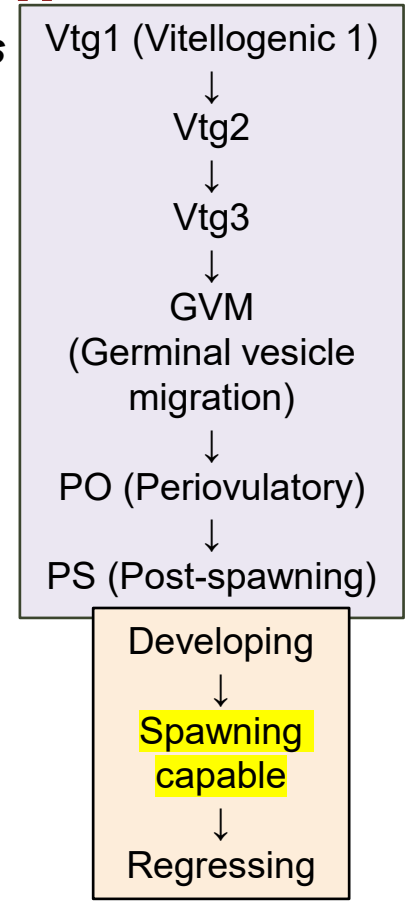 s
Vtg1 (Vitellogenic 1)
↓
Vtg2
↓
Vtg3
↓
GVM
(Germinal vesicle
migration)
↓
PO (Periovulatory)
↓
PS (Post-spawning)
Developing
↓
Spawning
capable
↓
Regressing